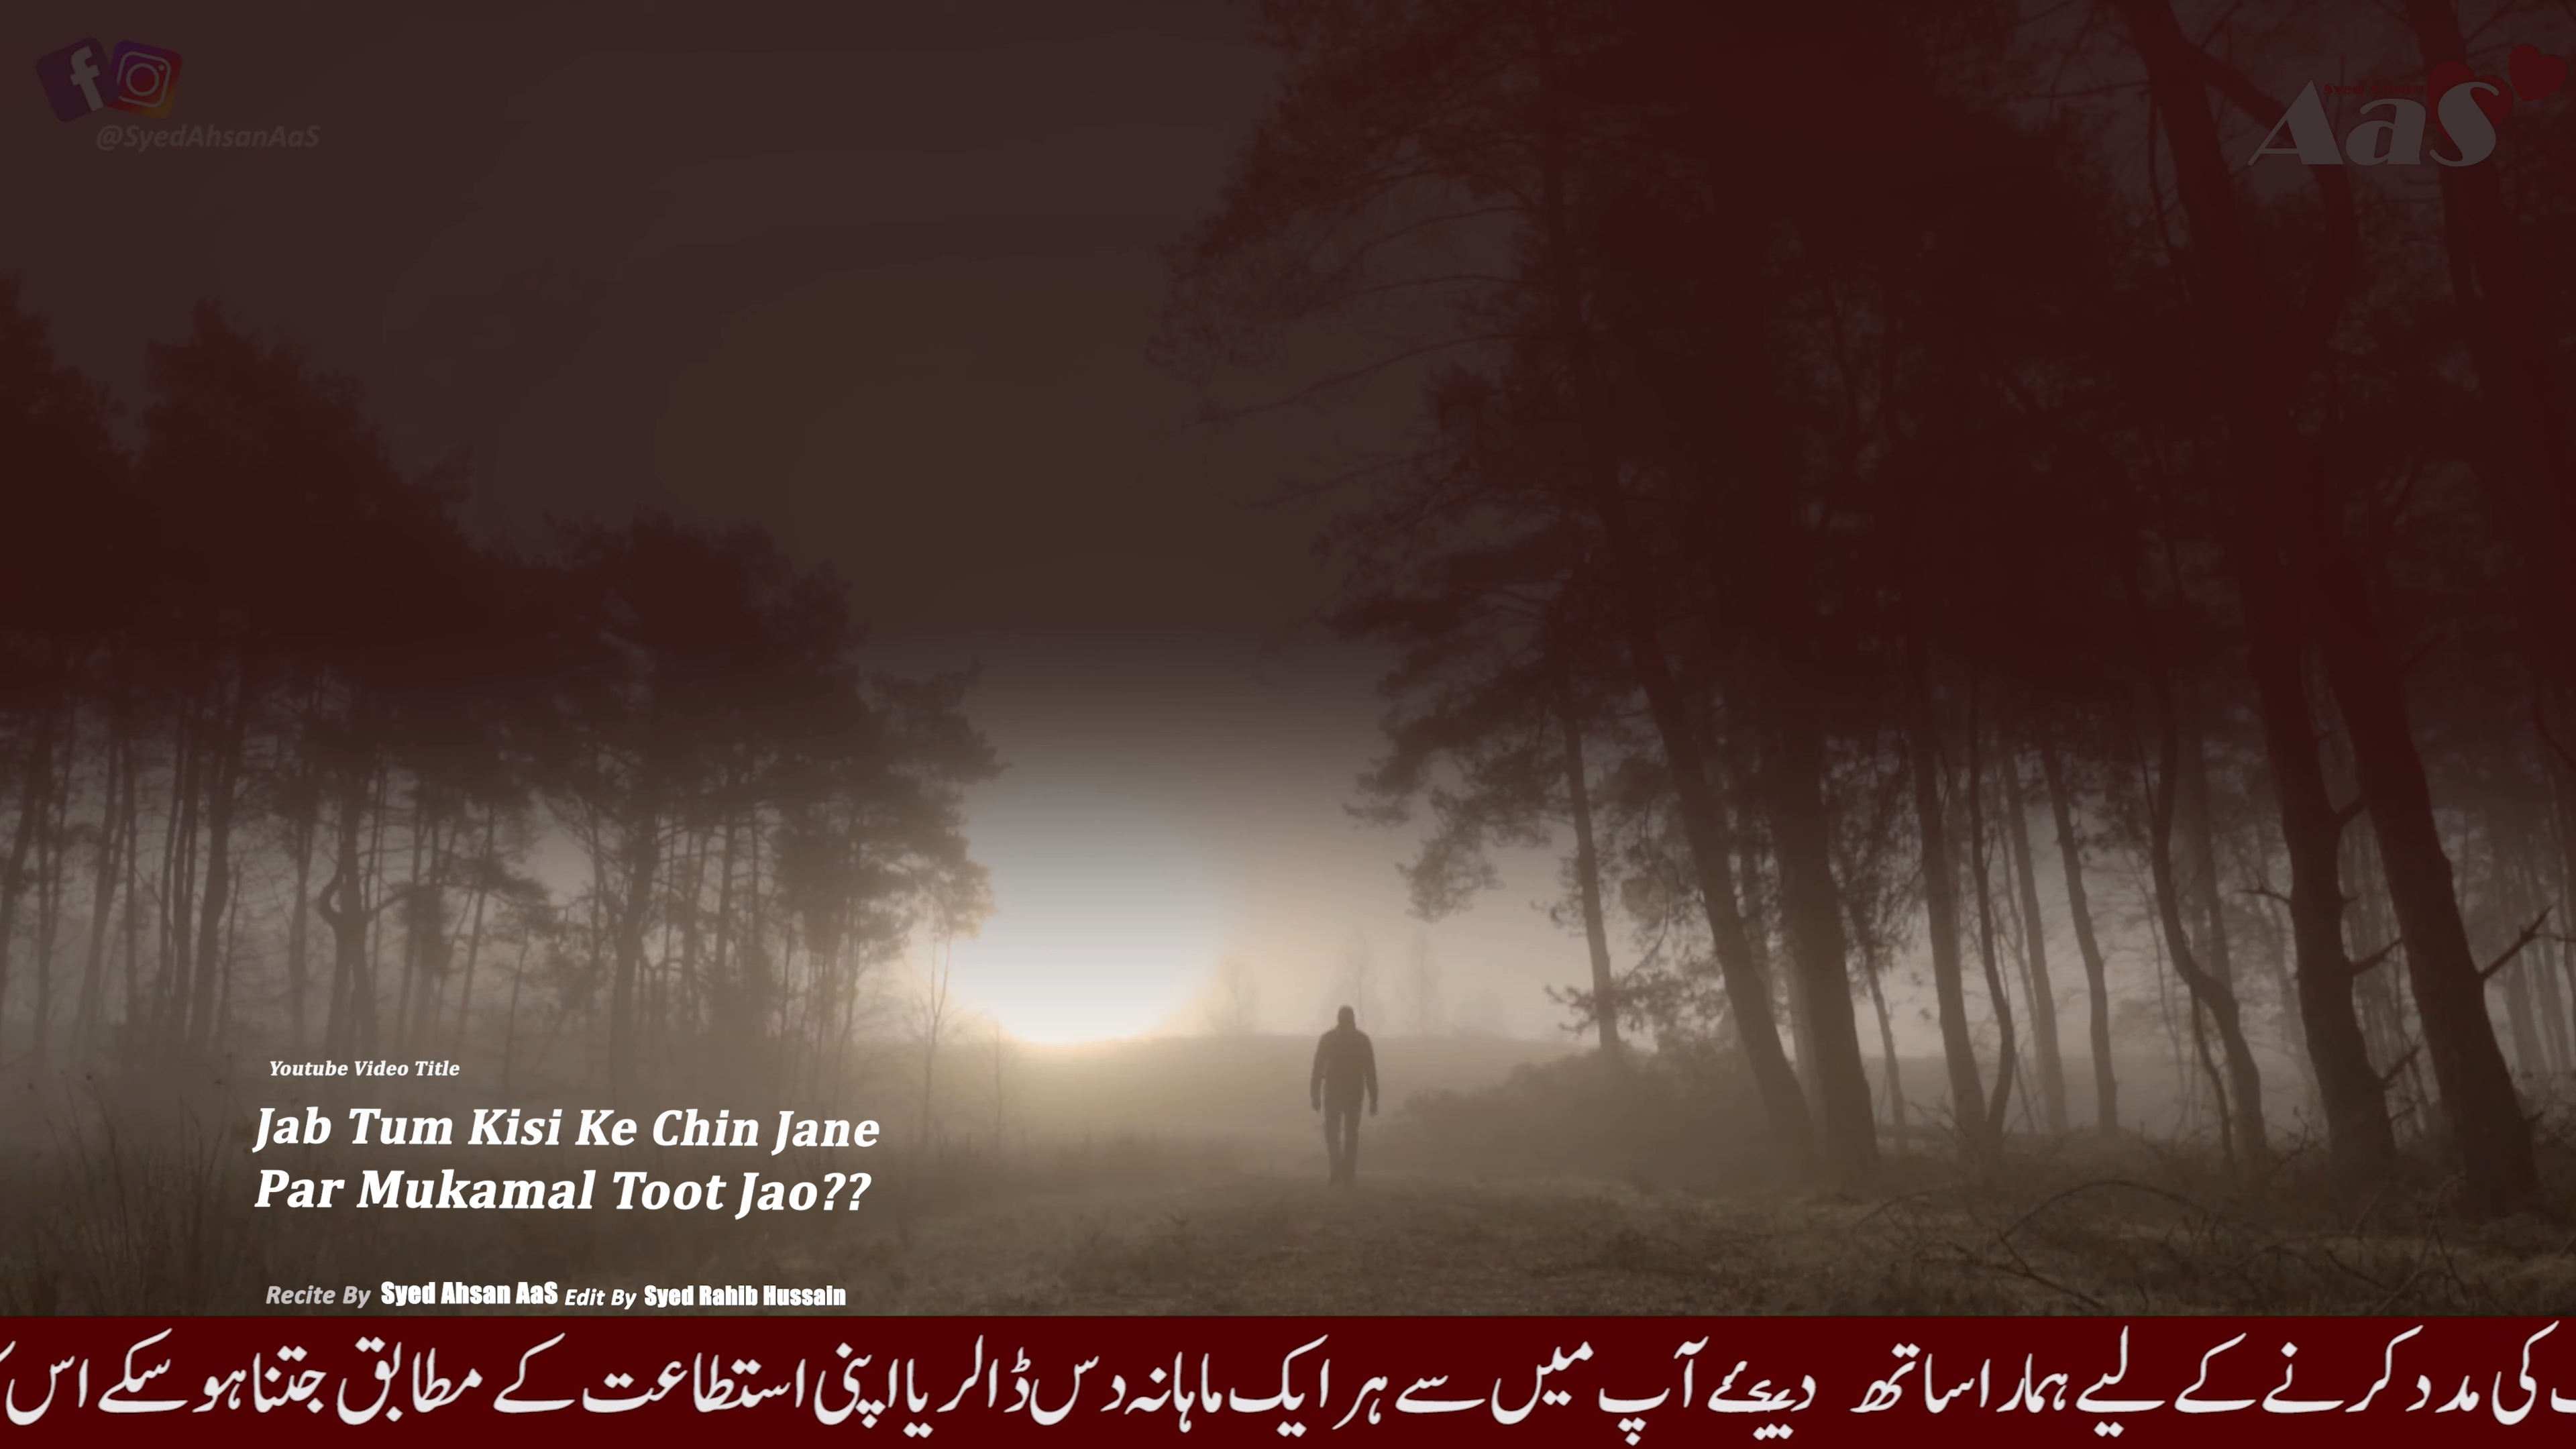 @SyedAhsanAaS
AaS
Youtube Video Title
Jab Tum Kisi Ke Chin Jane
Par Mukamal Toot Jao??
Recite By Syed Ahsan AaS Edit By Syed Rahib Hussain
کی مدد کرنے کے لیے ہمارا ساتھ دیجیئے آپ میں سے ہر ایک ماہانہ دس ڈالر یا اپنی استطاعت کے مطابق جتنا ہو سکے اس